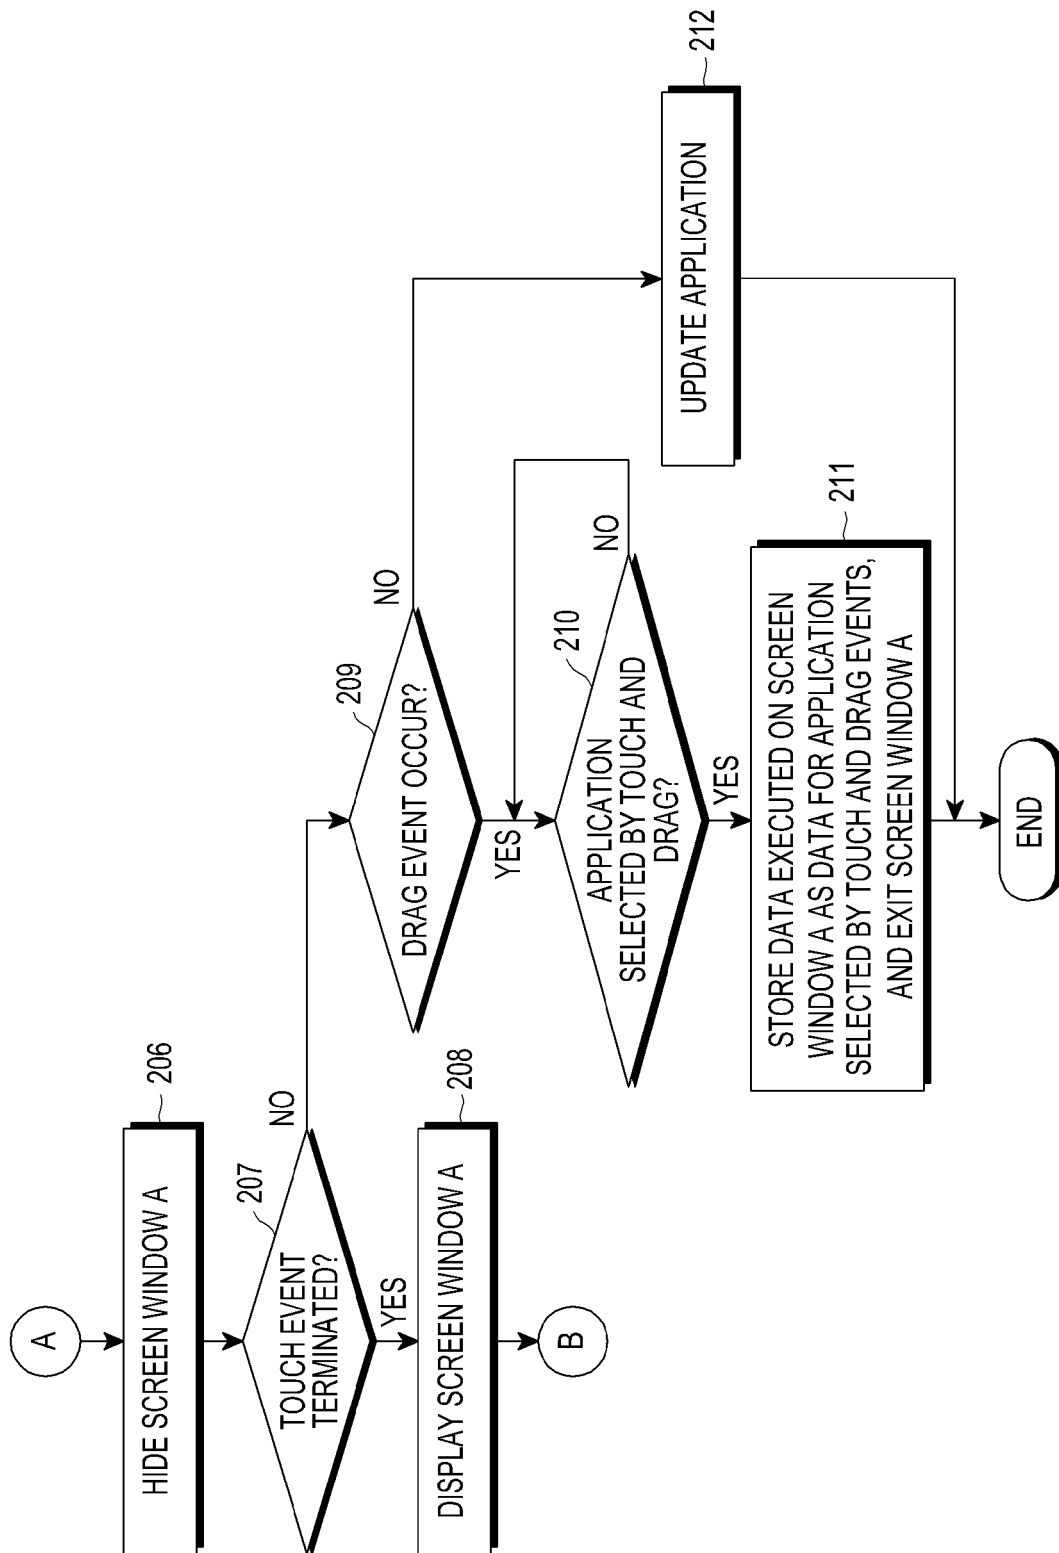 A
HIDE SCREEN WINDOW A
206
TOUCH EVENT
TERMINATED?
207
NO
YES
DISPLAY SCREEN WINDOW A
208
B
DRAG EVENT OCCUR?
209
NO
YES
APPLICATION
SELECTED BY TOUCH AND
DRAG?
210
NO
YES
STORE DATA EXECUTED ON SCREEN
WINDOW A AS DATA FOR APPLICATION
SELECTED BY TOUCH AND DRAG EVENTS,
AND EXIT SCREEN WINDOW A
211
UPDATE APPLICATION
212
END